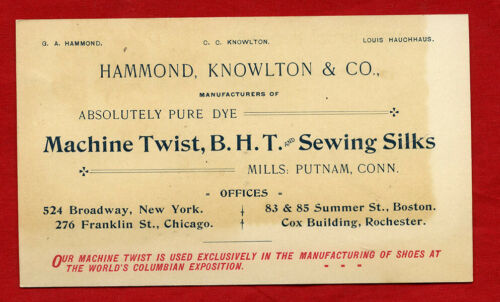 G. A. HAMMOND. C. C. KNOWLTON. LOUIS HAUCHHAUS.
HAMMOND, KNOWLTON & CO.,
MANUFACTURERS OF
ABSOLUTELY PURE DYE
Machine Twist, B. H. T. AND Sewing Silks
MILLS: PUTNAM, CONN.
OFFICES
524 Broadway, New York. 83 & 85 Summer St., Boston.
276 Franklin St., Chicago. Cox Building, Rochester.
OUR MACHINE TWIST IS USED EXCLUSIVELY IN THE MANUFACTURING OF SHOES AT
THE WORLD'S COLUMBIAN EXPOSITION.